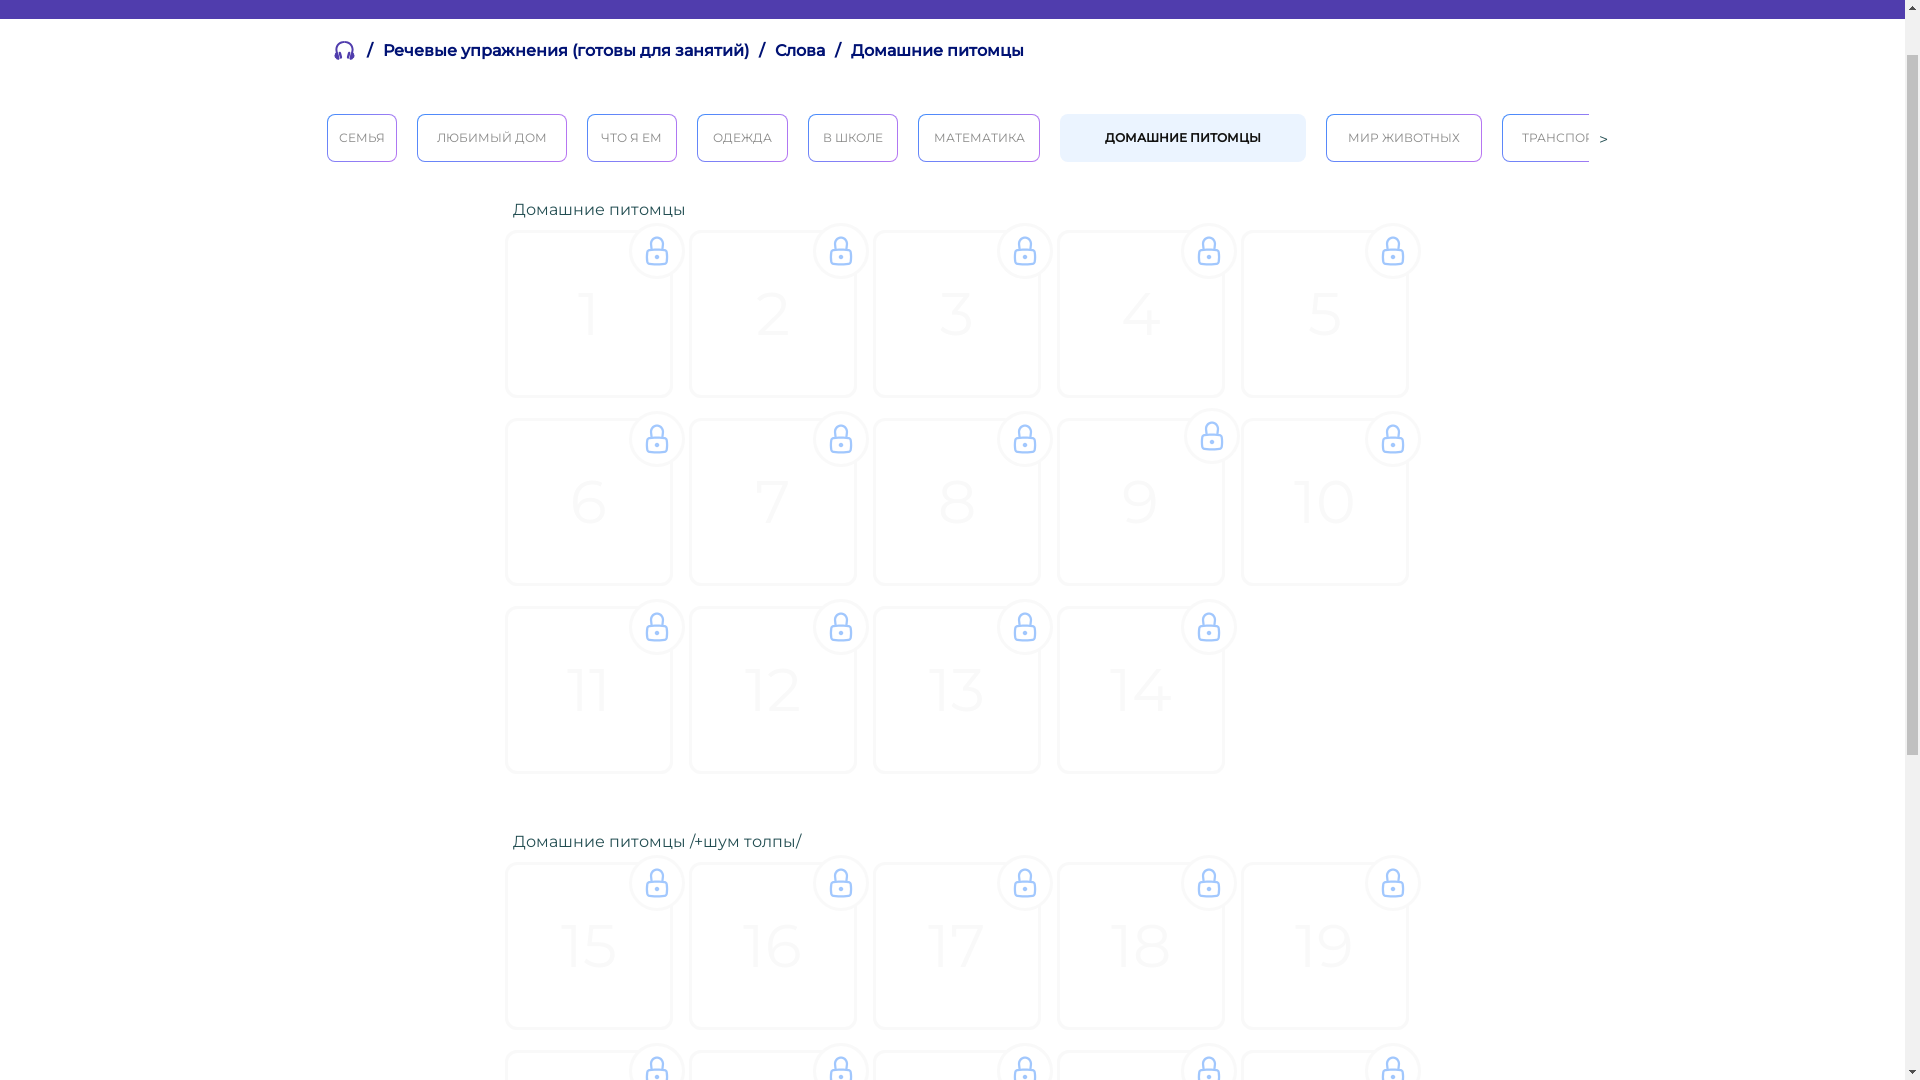 / Речевые упражнения (готовы для занятий) / Слова / Домашние питомцы
СЕМЬЯ ЛЮБИМЫЙ ДОМ ЧТО Я ЕМ ОДЕЖДА В ШКОЛЕ МАТЕМАТИКА ДОМАШНИЕ ПИТОМЦЫ МИР ЖИВОТНЫХ ТРАНСПОР >
Домашние питомцы
1 2 3 4 5
6 7 8 9 10
11 12 13 14
Домашние питомцы /+шум толпы/
15 16 17 18 19